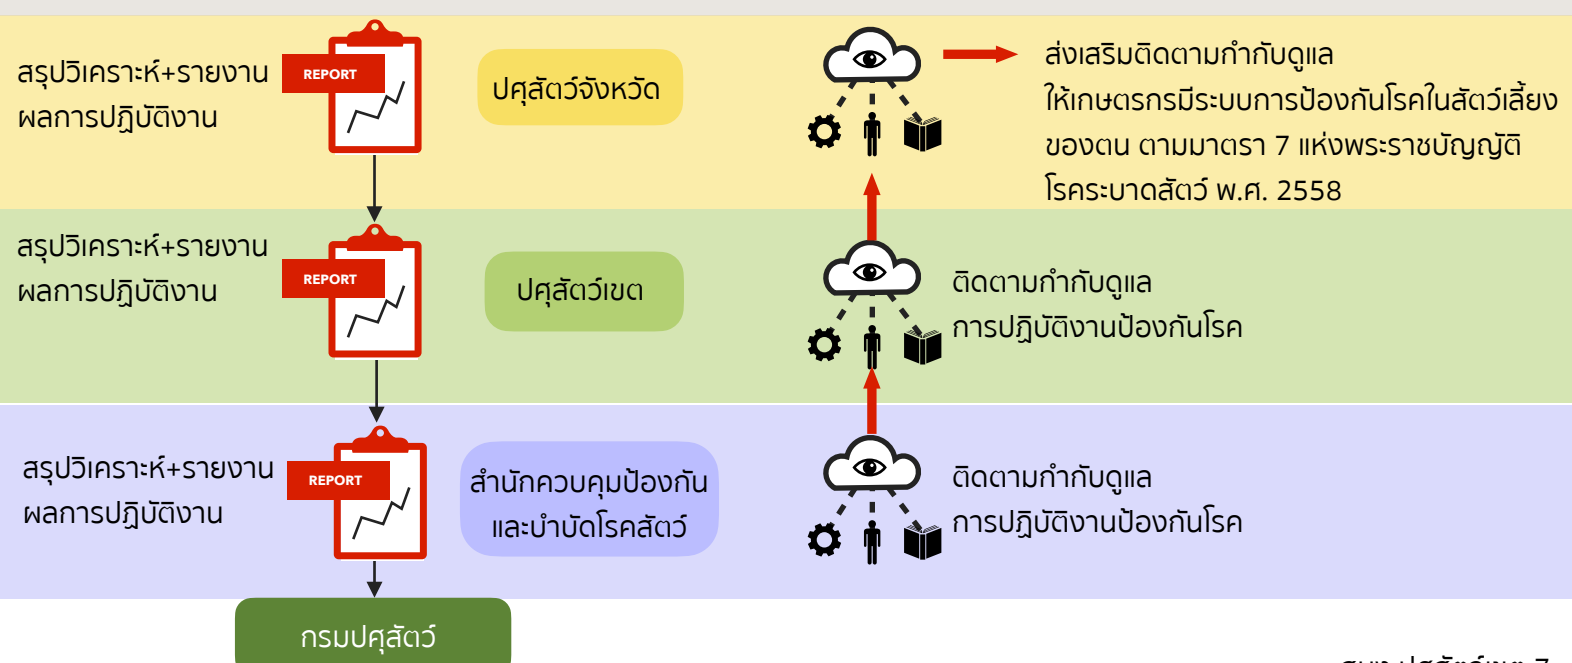 สรุปวิเคราะห์+รายงาน
ผลการปฏิบัติงาน
REPORT
ปศุสัตว์จังหวัด
ส่งเสริมติดตามกำกับดูแล
ให้เกษตรกรมีระบบการป้องกันโรคในสัตว์เลี้ยง
ของตน ตามมาตรา 7 แห่งพระราชบัญญัติ
โรคระบาดสัตว์ พ.ศ. 2558
สรุปวิเคราะห์+รายงาน
ผลการปฏิบัติงาน
REPORT
ปศุสัตว์เขต
ติดตามกำกับดูแล
การปฏิบัติงานป้องกันโรค
สรุปวิเคราะห์+รายงาน
ผลการปฏิบัติงาน
REPORT
สำนักควบคุมป้องกัน
และบำบัดโรคสัตว์
ติดตามกำกับดูแล
การปฏิบัติงานป้องกันโรค
กรมปศุสัตว์